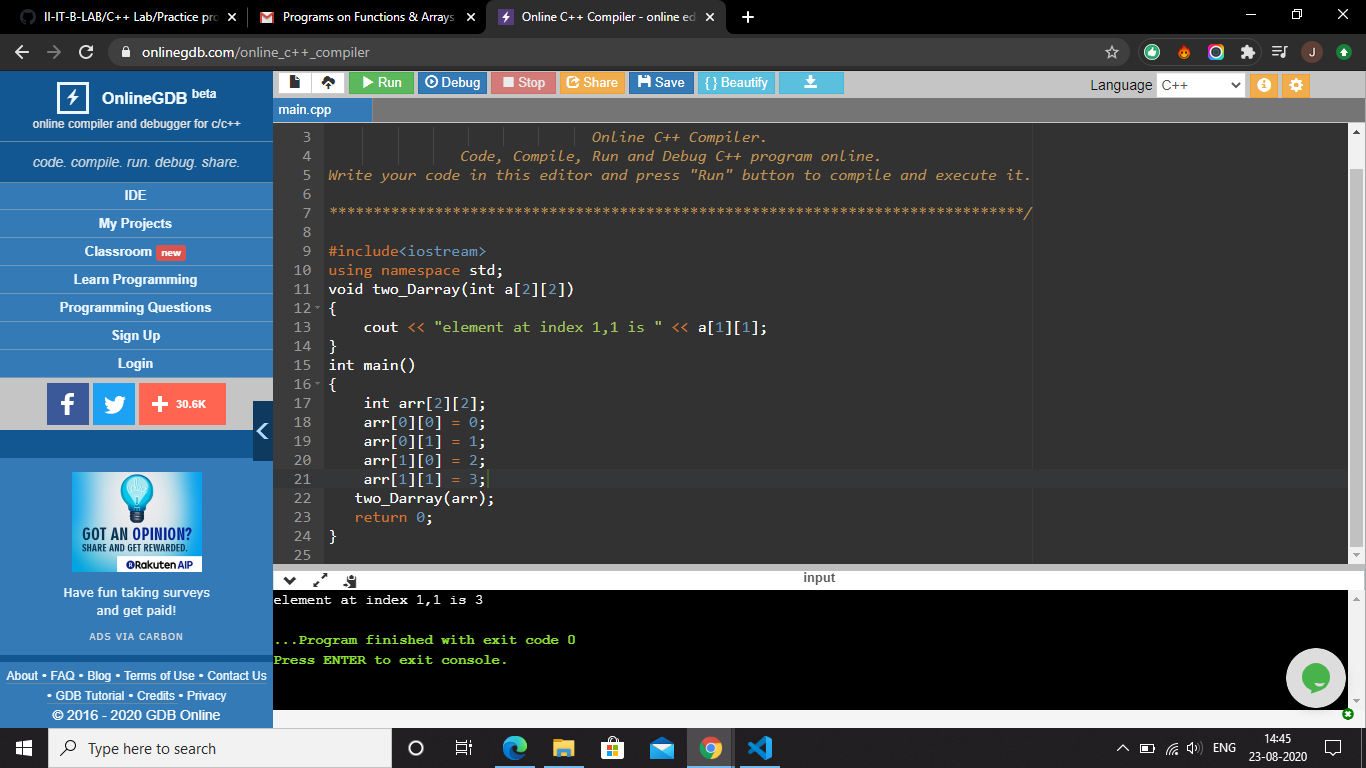 II-IT-B-LAB/C++ Lab/Practice pro
Programs on Functions & Arrays
Online C++ Compiler - online ed
onlinegdb.com/online_c++_compiler
J
OnlineGDB beta
online compiler and debugger for c/c++
code. compile. run. debug. share.
IDE
My Projects
Classroom new
Learn Programming
Programming Questions
Sign Up
Login
f
+ 30.6K
GOT AN OPINION?
SHARE AND GET REWARDED.
Rakuten AIP
Have fun taking surveys
and get paid!
ADS VIA CARBON
About • FAQ • Blog • Terms of Use • Contact Us
• GDB Tutorial • Credits • Privacy
© 2016 - 2020 GDB Online
Run Debug Stop Share Save { } Beautify
Language C++
main.cpp
3 Online C++ Compiler.
4 Code, Compile, Run and Debug C++ program online.
5 Write your code in this editor and press "Run" button to compile and execute it.
6
7 *******************************************************************************/
8
9 #include<iostream>
10 using namespace std;
11 void two_Darray(int a[2][2])
12 {
13 cout << "element at index 1,1 is " << a[1][1];
14 }
15 int main()
16 {
17 int arr[2][2];
18 arr[0][0] = 0;
19 arr[0][1] = 1;
20 arr[1][0] = 2;
21 arr[1][1] = 3;
22 two_Darray(arr);
23 return 0;
24 }
25
input
element at index 1,1 is 3
...Program finished with exit code 0
Press ENTER to exit console.
Type here to search
ENG
14:45
23-08-2020